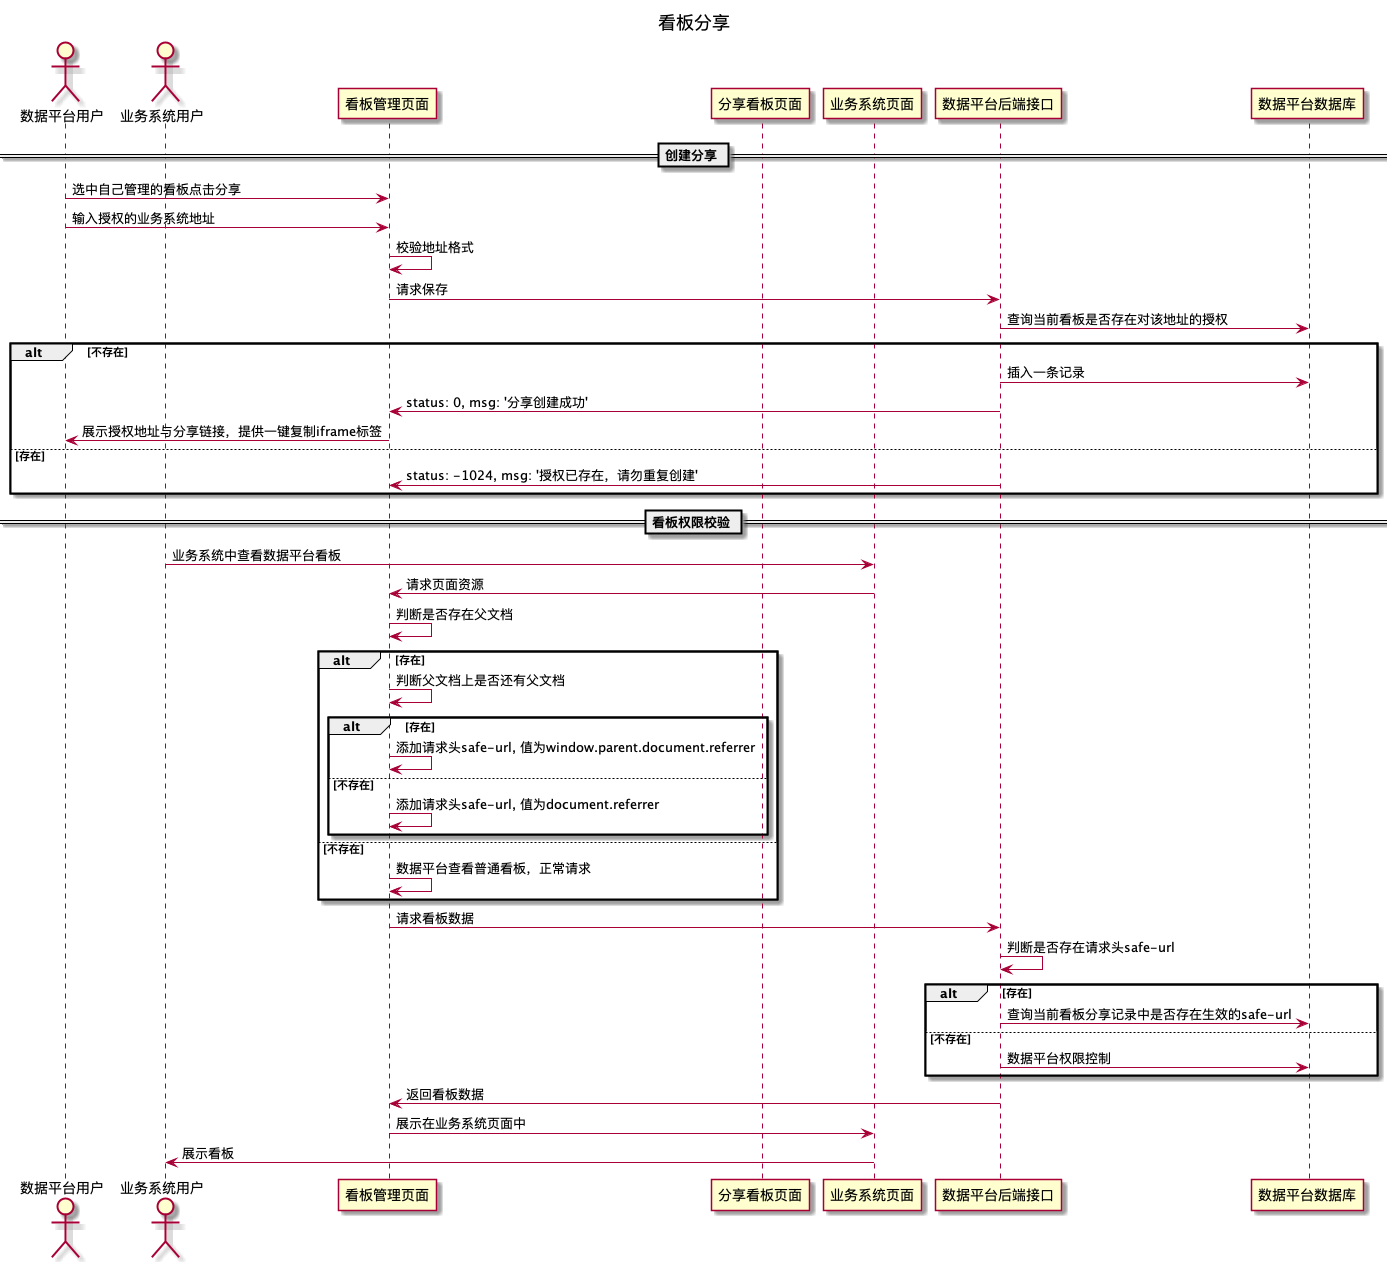 看板分享
数据平台用户
业务系统用户
看板管理页面
分享看板页面
业务系统页面
数据平台后端接口
数据平台数据库
创建分享
选中自己管理的看板点击分享
输入授权的业务系统地址
校验地址格式
请求保存
查询当前看板是否存在对该地址的授权
alt
[不存在]
插入一条记录
status: 0, msg: '分享创建成功'
展示授权地址与分享链接，提供一键复制iframe标签
[存在]
status: -1024, msg: '授权已存在，请勿重复创建'
看板权限校验
业务系统中查看数据平台看板
请求页面资源
判断是否存在父文档
alt
[存在]
判断父文档上是否还有父文档
alt
[存在]
添加请求头safe-url, 值为window.parent.document.referrer
[不存在]
添加请求头safe-url, 值为document.referrer
[不存在]
数据平台查看普通看板，正常请求
请求看板数据
判断是否存在请求头safe-url
alt
[存在]
查询当前看板分享记录中是否存在生效的safe-url
[不存在]
数据平台权限控制
返回看板数据
展示在业务系统页面中
展示看板
数据平台用户
业务系统用户
看板管理页面
分享看板页面
业务系统页面
数据平台后端接口
数据平台数据库